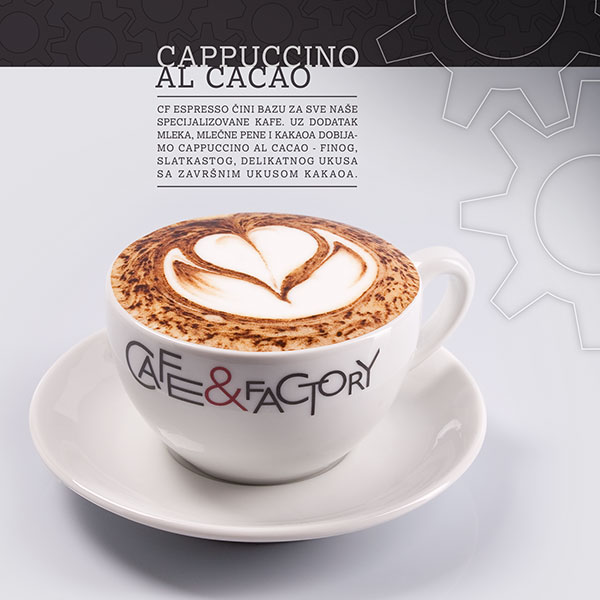 CAPPUCCINO
AL CACAO
CF ESPRESSO ČINI BAZU ZA SVE NAŠE
SPECIJALIZOVANE KAFE. UZ DODATAK
MLEKA, MLEČNE PENE I KAKAOA DOBIJA-
MO CAPPUCCINO AL CACAO - FINOG,
SLATKASTOG, DELIKATNOG UKUSA
SA ZAVRŠNIM UKUSOM KAKAOA.
CAFE&FACTORY